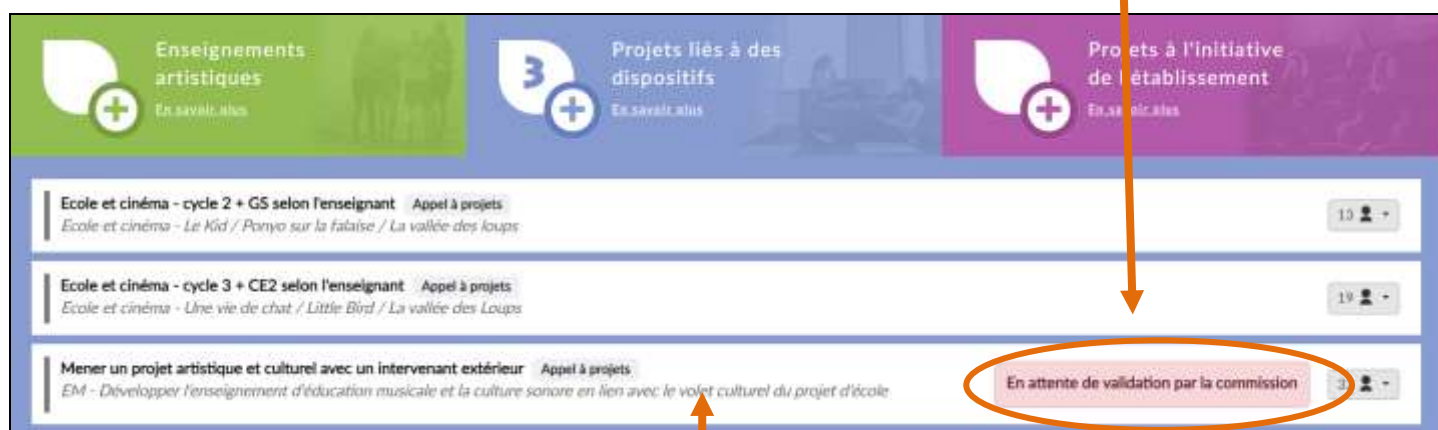 Enseignements
artistiques
En savoir plus
3
Projets liés à des
dispositifs
En savoir plus
Projets à l'initiative
de l'établissement
En savoir plus
Ecole et cinéma - cycle 2 + GS selon l'enseignant Appel à projets
Ecole et cinéma - Le Kid / Ponyo sur la falaise / La vallée des loups
13
Ecole et cinéma - cycle 3 + CE2 selon l'enseignant Appel à projets
Ecole et cinéma - Une vie de chat / Little Bird / La vallée des Loups
19
Mener un projet artistique et culturel avec un intervenant extérieur Appel à projets
EM - Développer l'enseignement d'éducation musicale et la culture sonore en lien avec le volet culturel du projet d'école
En attente de validation par la commission